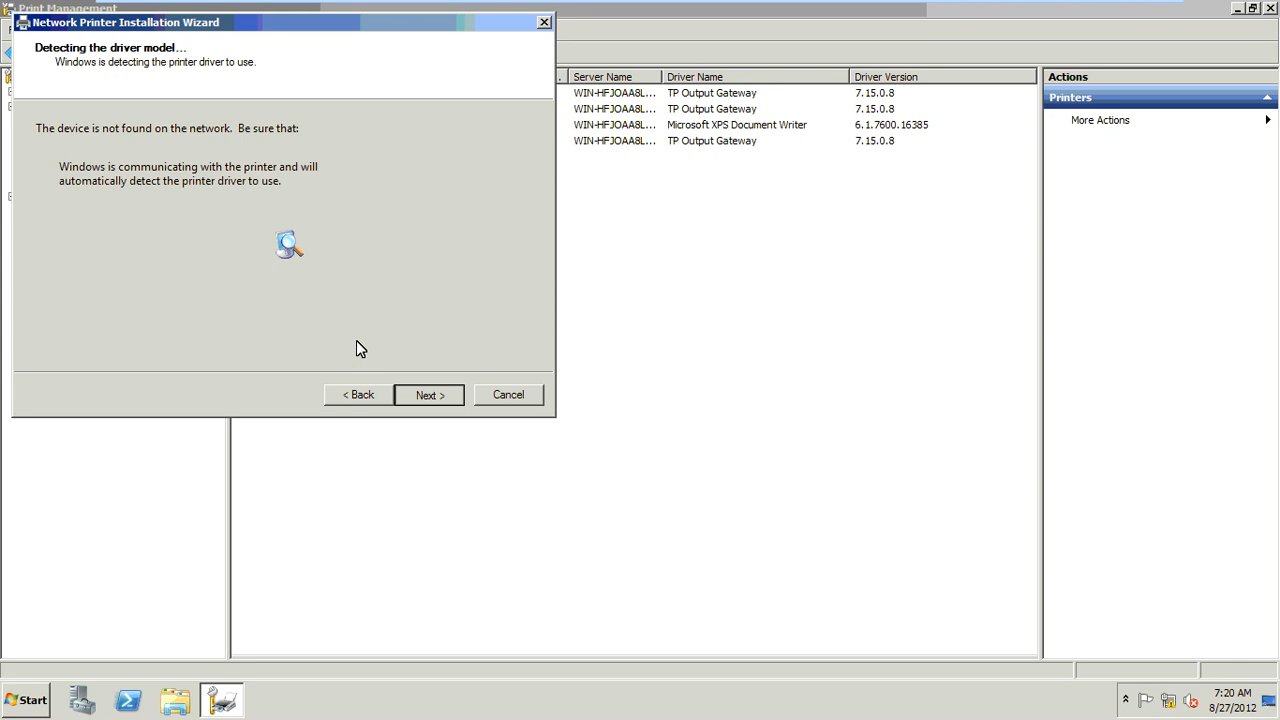 Print Management
Network Printer Installation Wizard
Detecting the driver model...
Windows is detecting the printer driver to use.
The device is not found on the network. Be sure that:
Windows is communicating with the printer and will
automatically detect the printer driver to use.
< Back
Next >
Cancel
Server Name
Driver Name
Driver Version
WIN-HFJOAA8L... TP Output Gateway 7.15.0.8
WIN-HFJOAA8L... TP Output Gateway 7.15.0.8
WIN-HFJOAA8L... Microsoft XPS Document Writer 6.1.7600.16385
WIN-HFJOAA8L... TP Output Gateway 7.15.0.8
Actions
Printers
More Actions
Start
7:20 AM
8/27/2012